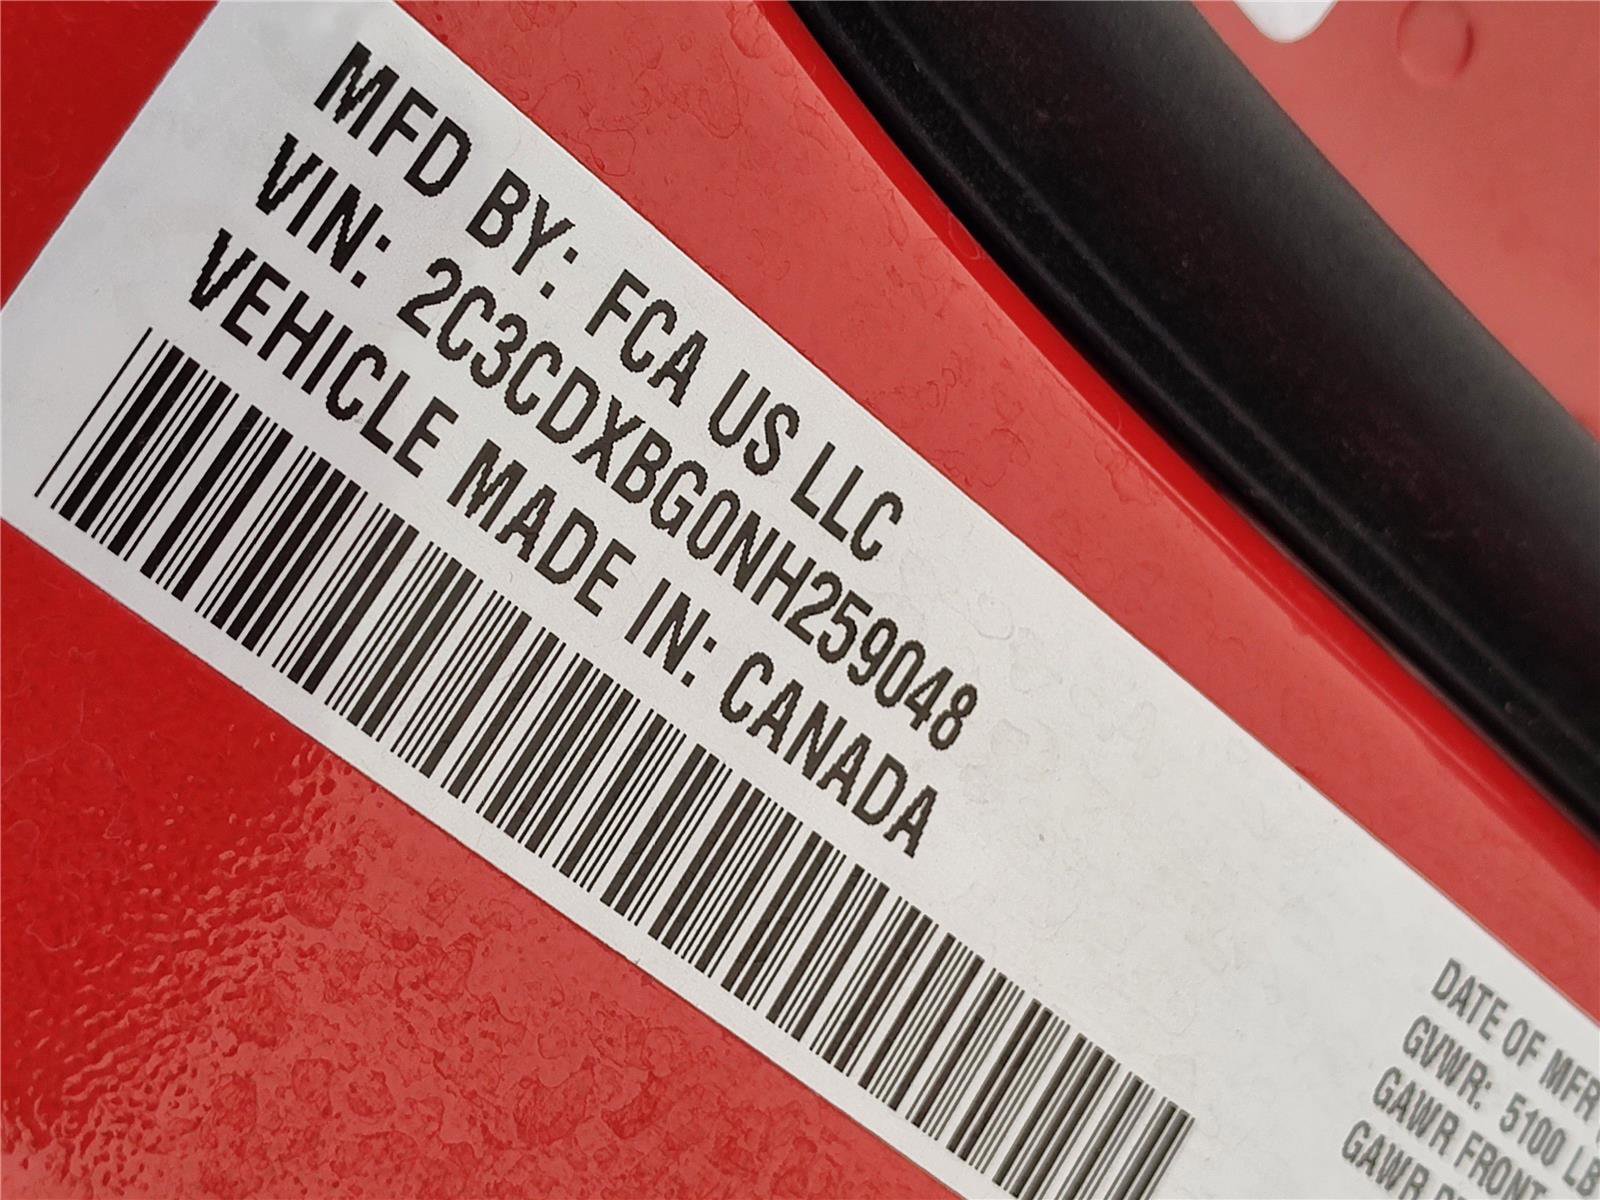 MFD BY: FCA US LLC
VIN: 2C3CDXBG0NH259048
VEHICLE MADE IN: CANADA
DATE OF MFR
GVWR: 5100 LB
GAWR FRONT
GAWR